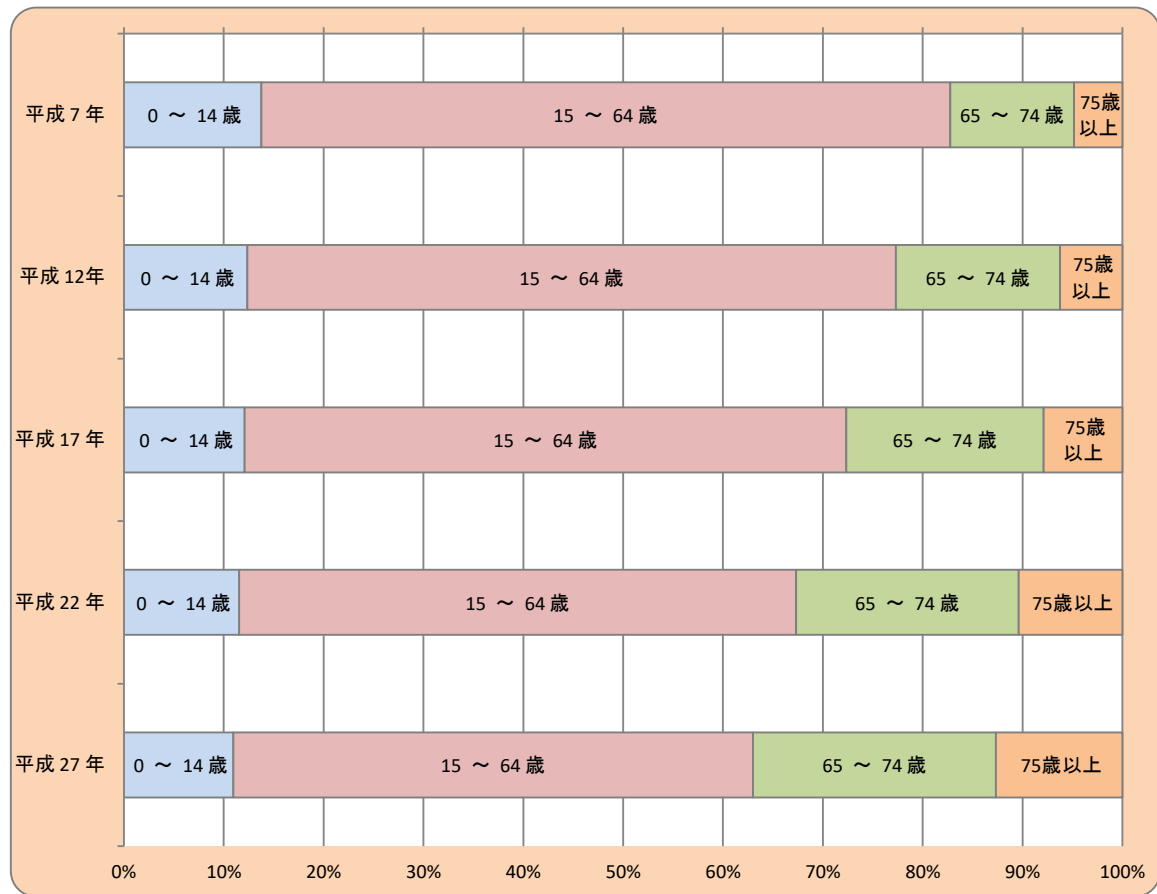 平成 7 年
0 ～ 14 歳
15 ～ 64 歳
65 ～ 74 歳
75歳
以上
平成 12年
0 ～ 14 歳
15 ～ 64 歳
65 ～ 74 歳
75歳
以上
平成 17 年
0 ～ 14 歳
15 ～ 64 歳
65 ～ 74 歳
75歳
以上
平成 22 年
0 ～ 14 歳
15 ～ 64 歳
65 ～ 74 歳
75歳以上
平成 27 年
0 ～ 14 歳
15 ～ 64 歳
65 ～ 74 歳
75歳以上
0% 10% 20% 30% 40% 50% 60% 70% 80% 90% 100%